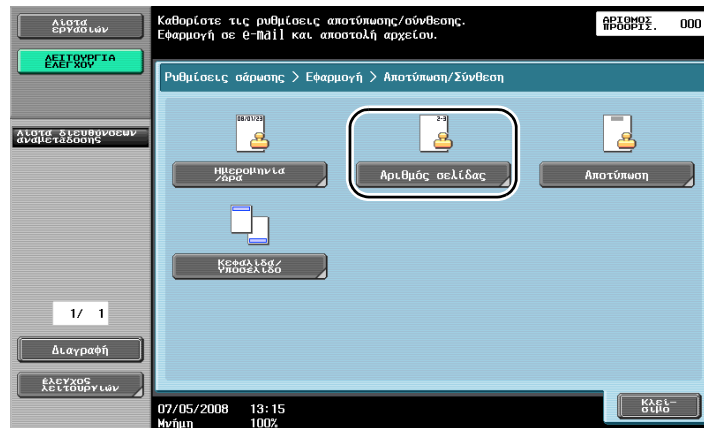 Λίστα
εργασιών
ΛΕΙΤΟΥΡΓΙΑ
ΕΛΕΓΧΟΥ
Λίστα διευθύνσεων
αναμετάδοσης
1/ 1
Διαγραφή
έλεγχος
λειτουργιών
Καθορίστε τις ρυθμίσεις αποτύπωσης/σύνθεσης.
Εφαρμογή σε e-mail και αποστολή αρχείου.
ΑΡΙΘΜΟΣ
ΠΡΟΟΡΙΣ.
000
Ρυθμίσεις σάρωσης > Εφαρμογή > Αποτύπωση/Σύνθεση
08/01/23
2-3
Ημερομηνία
/ώρα
Αριθμός σελίδας
Αποτύπωση
Κεφαλίδα/
Υποσέλιδο
07/05/2008 13:15
Μνήμη 100%
Κλεί-
σιμο